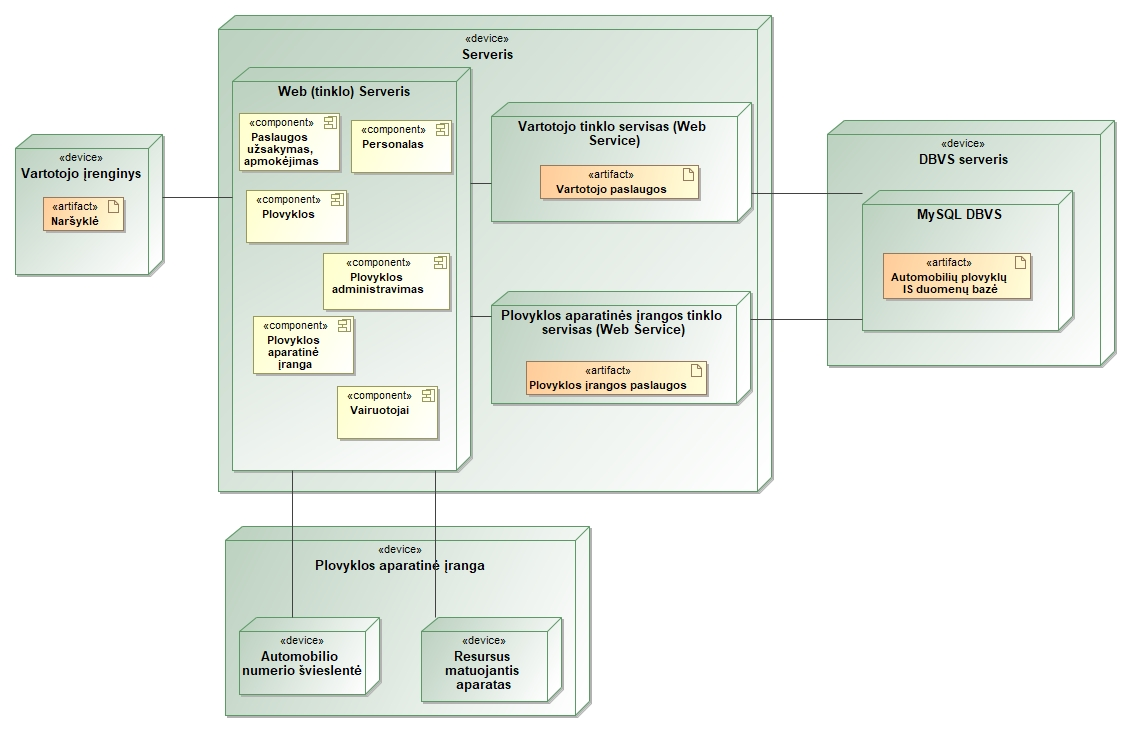 «device»
Serveris
Web (tinklo) Serveris
«component»
Paslaugos
užsakymas,
apmokėjimas
«component»
Personalas
«component»
Plovyklos
«component»
Plovyklos
administravimas
«component»
Plovyklos
aparatinė
įranga
«component»
Vairuotojai
Vartotojo tinklo servisas (Web
Service)
«artifact»
Vartotojo paslaugos
Plovyklos aparatinės įrangos tinklo
servisas (Web Service)
«artifact»
Plovyklos įrangos paslaugos
«device»
Vartotojo įrenginys
«artifact»
Naršyklė
«device»
DBVS serveris
MySQL DBVS
«artifact»
Automobilių plovyklų
IS duomenų bazė
«device»
Plovyklos aparatinė įranga
«device»
Automobilio
numerio švieslentė
«device»
Resursus
matuojantis
aparatas